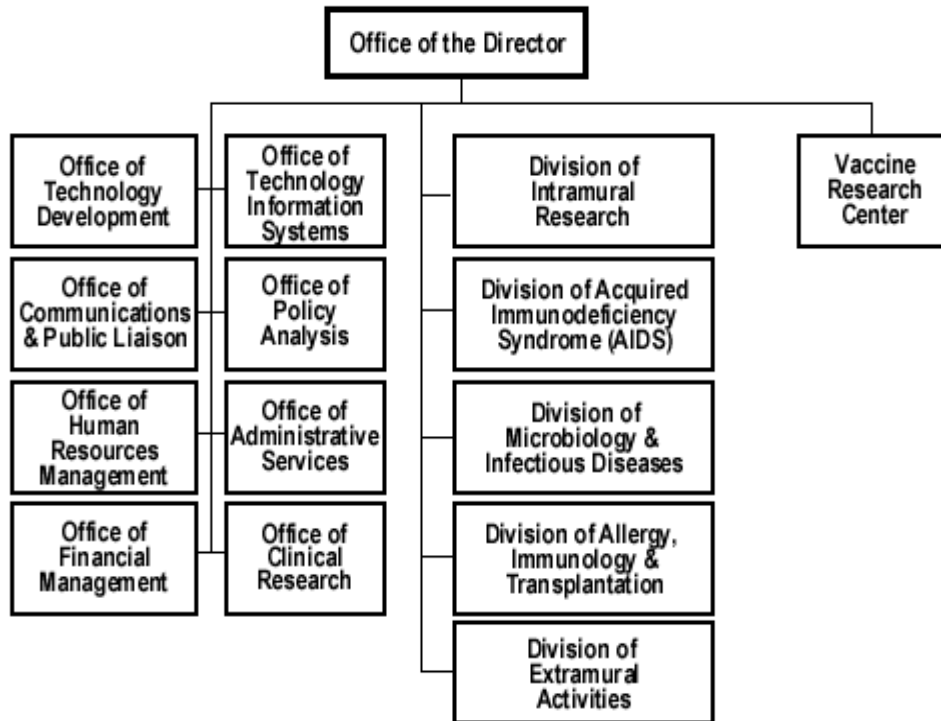 Office of the Director
Office of
Technology
Development
Office of
Technology
Information
Systems
Division of
Intramural
Research
Vaccine
Research
Center
Office of
Communications
& Public Liaison
Office of
Policy
Analysis
Division of Acquired
Immunodeficiency
Syndrome (AIDS)
Office of
Human
Resources
Management
Office of
Administrative
Services
Division of
Microbiology &
Infectious Diseases
Office of
Financial
Management
Office of
Clinical
Research
Division of Allergy,
Immunology &
Transplantation
Division of
Extramural
Activities